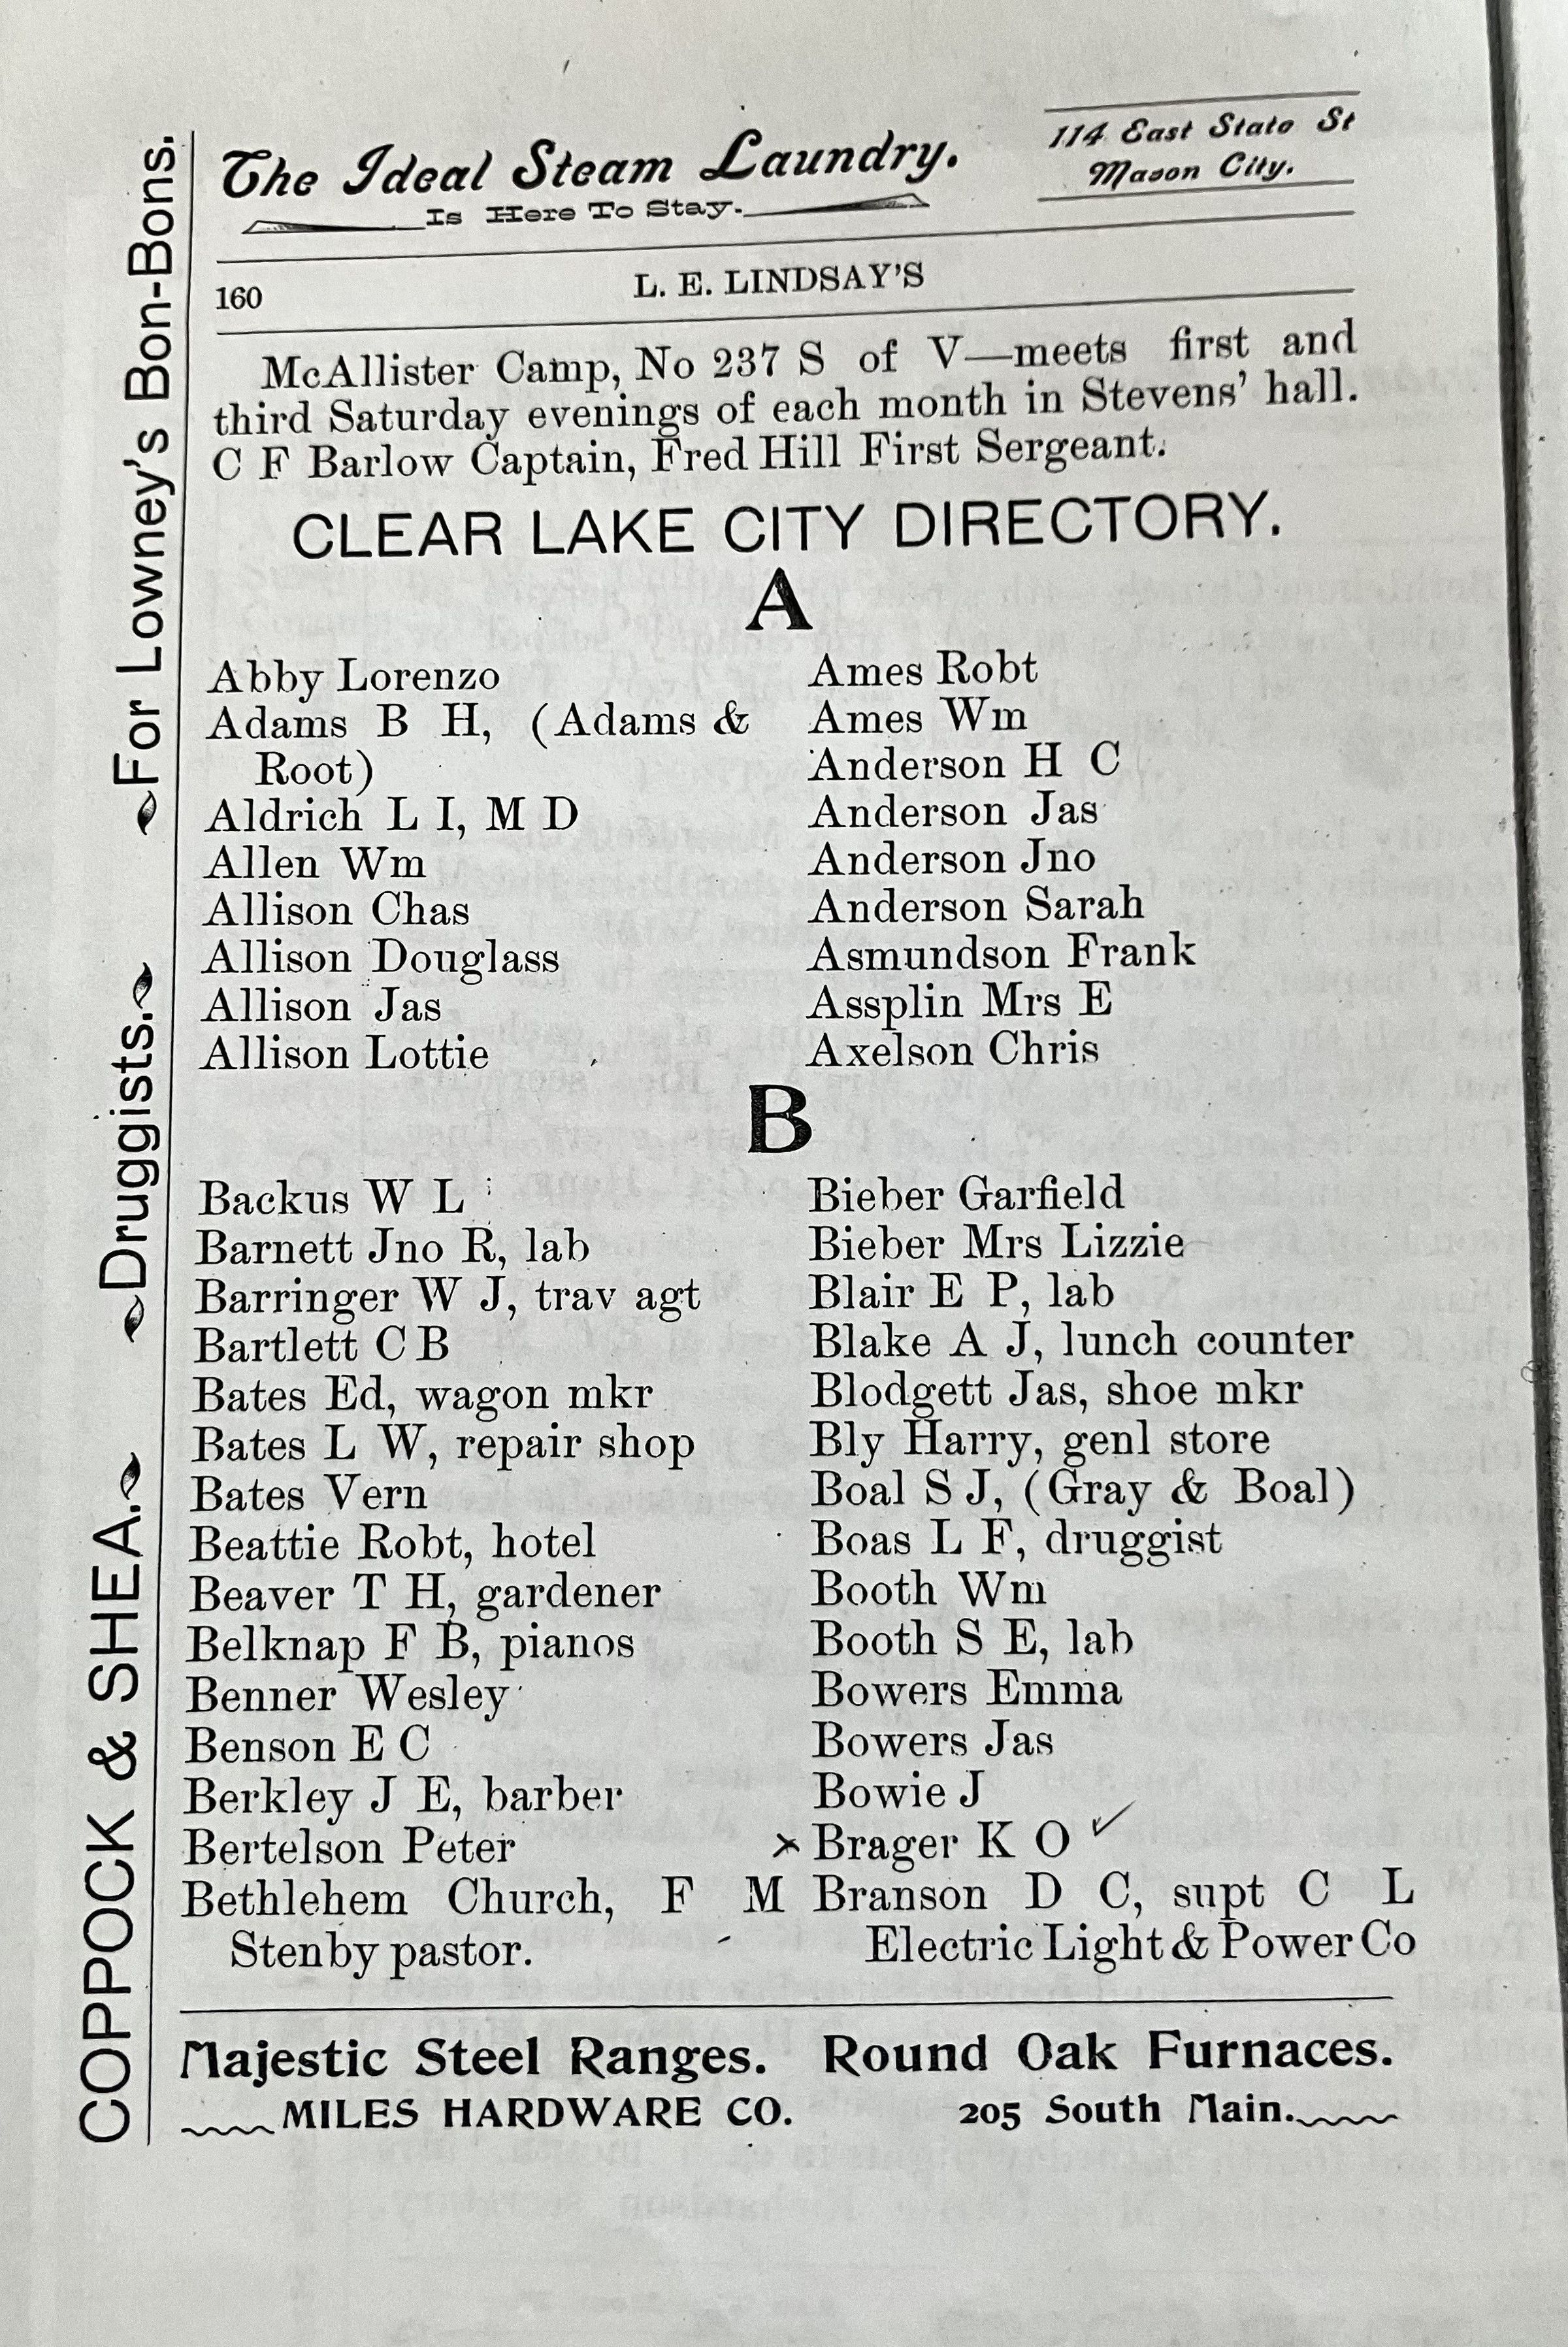 The Ideal Steam Laundry.
Is Here To Stay.
114 East State St
Mason City.
160
L. E. LINDSAY'S
McAllister Camp, No 237 S of V—meets first and
third Saturday evenings of each month in Stevens' hall.
C F Barlow Captain, Fred Hill First Sergeant.
CLEAR LAKE CITY DIRECTORY.
A
Abby Lorenzo
Adams B H, (Adams &
Root)
Aldrich L I, M D
Allen Wm
Allison Chas
Allison Douglass
Allison Jas
Allison Lottie
Ames Robt
Ames Wm
Anderson H C
Anderson Jas
Anderson Jno
Anderson Sarah
Asmundson Frank
Assplin Mrs E
Axelson Chris
B
Backus W L
Barnett Jno R, lab
Barringer W J, trav agt
Bartlett C B
Bates Ed, wagon mkr
Bates L W, repair shop
Bates Vern
Beattie Robt, hotel
Beaver T H, gardener
Belknap F B, pianos
Benner Wesley
Benson E C
Berkley J E, barber
Bertelson Peter
Bethlehem Church, F M
Stenby pastor.
Bieber Garfield
Bieber Mrs Lizzie
Blair E P, lab
Blake A J, lunch counter
Blodgett Jas, shoe mkr
Bly Harry, genl store
Boal S J, (Gray & Boal)
Boas L F, druggist
Booth Wm
Booth S E, lab
Bowers Emma
Bowers Jas
Bowie J
x Brager K O ✓
Branson D C, supt C L
Electric Light & Power Co
Majestic Steel Ranges. Round Oak Furnaces.
MILES HARDWARE CO. 205 South Main.
COPPOCK & SHEA. Druggists. For Lowney's Bon-Bons.